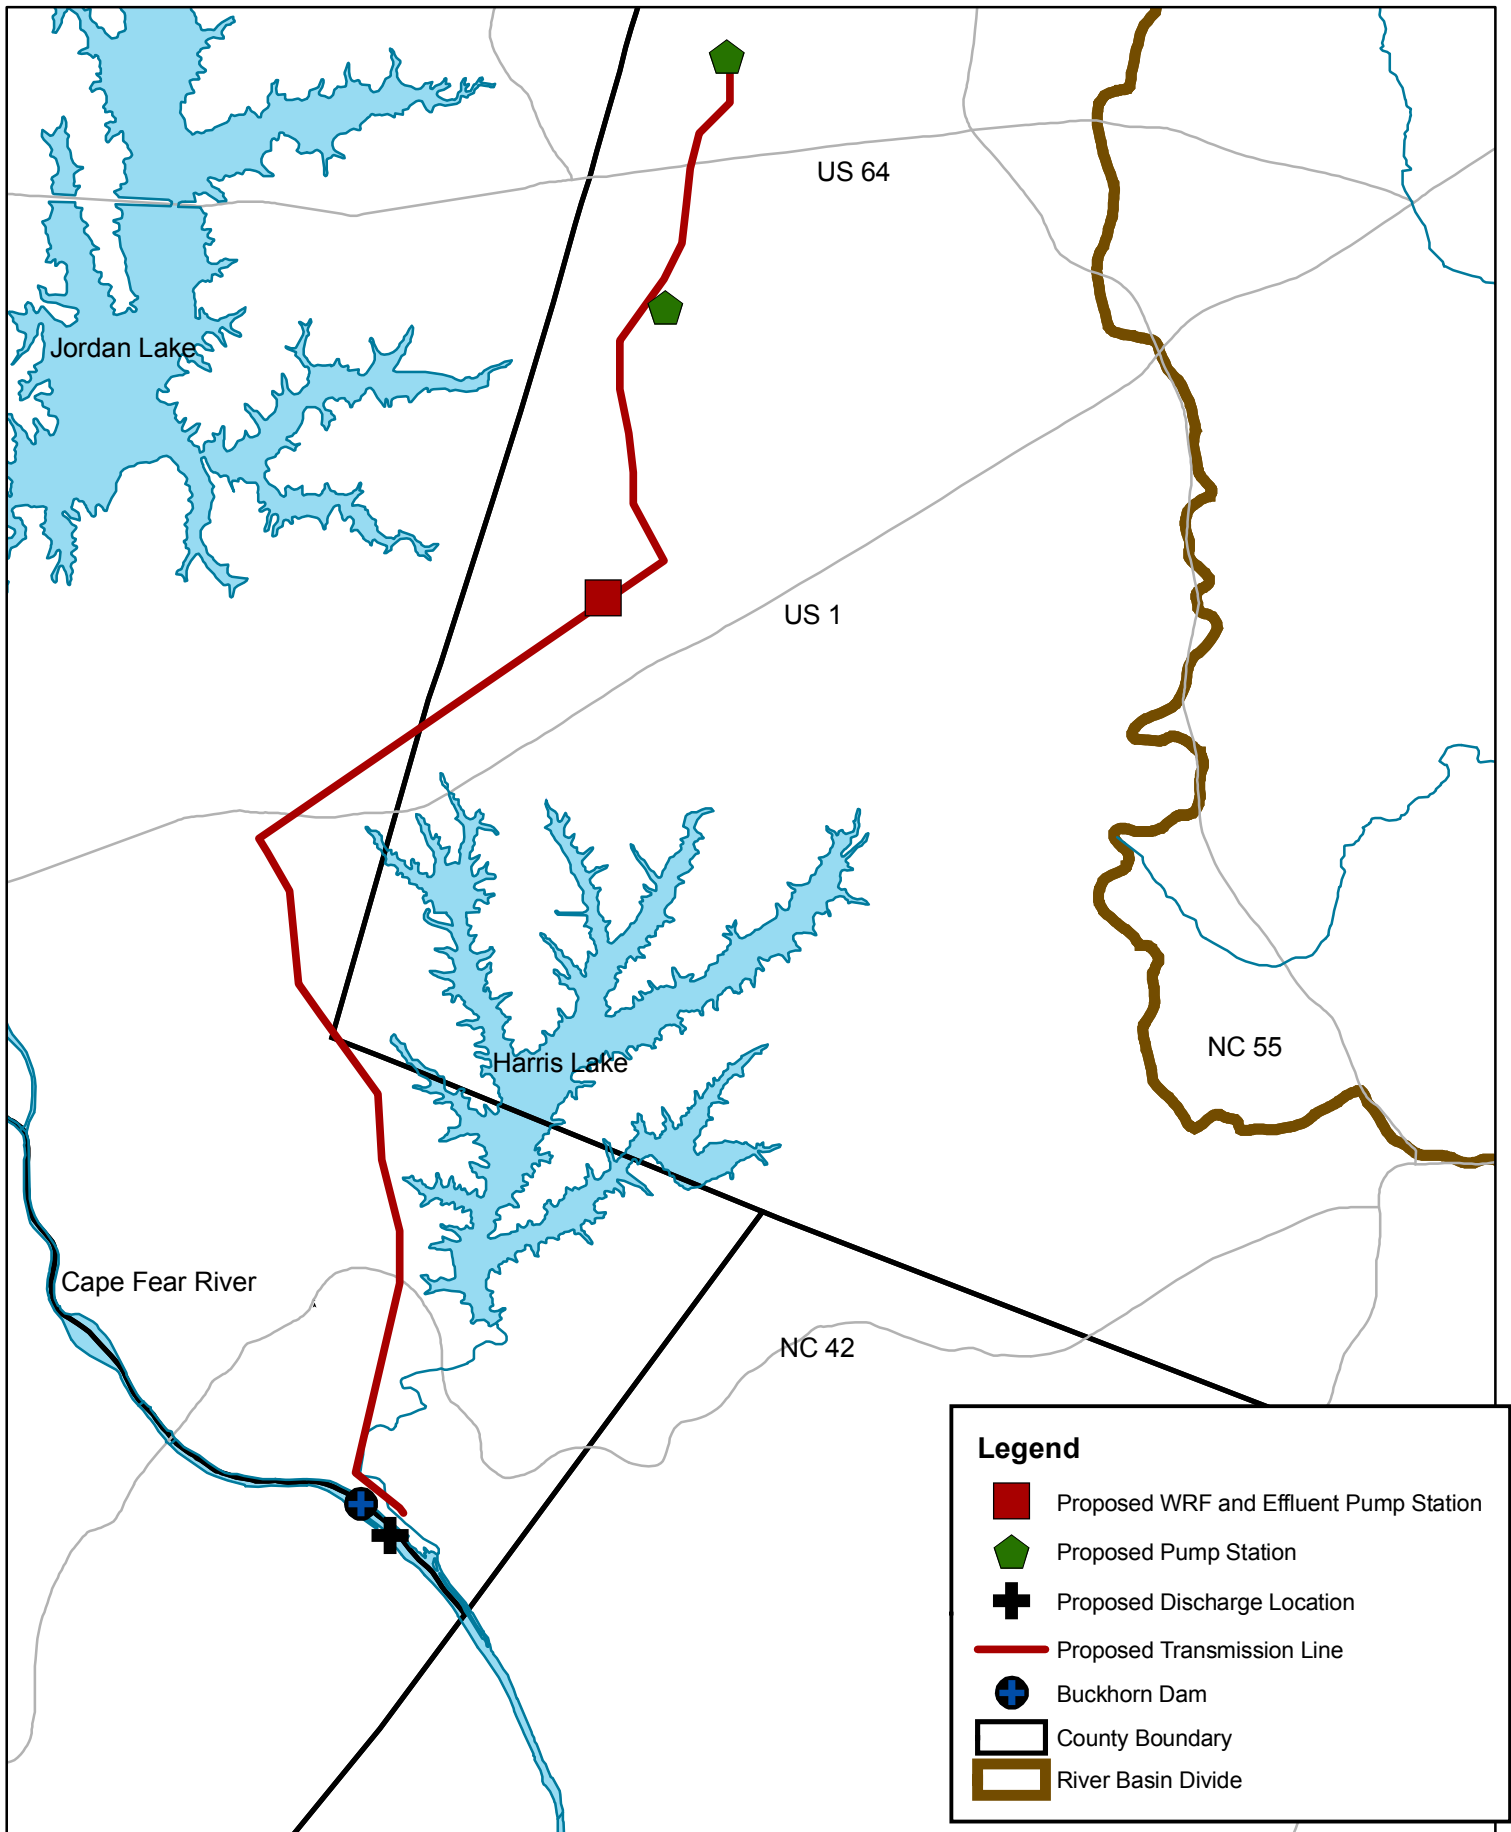 US 64
Jordan Lake
US 1
Harris Lake
NC 55
Cape Fear River
NC 42
Legend
Proposed WRF and Effluent Pump Station
Proposed Pump Station
Proposed Discharge Location
Proposed Transmission Line
Buckhorn Dam
County Boundary
River Basin Divide